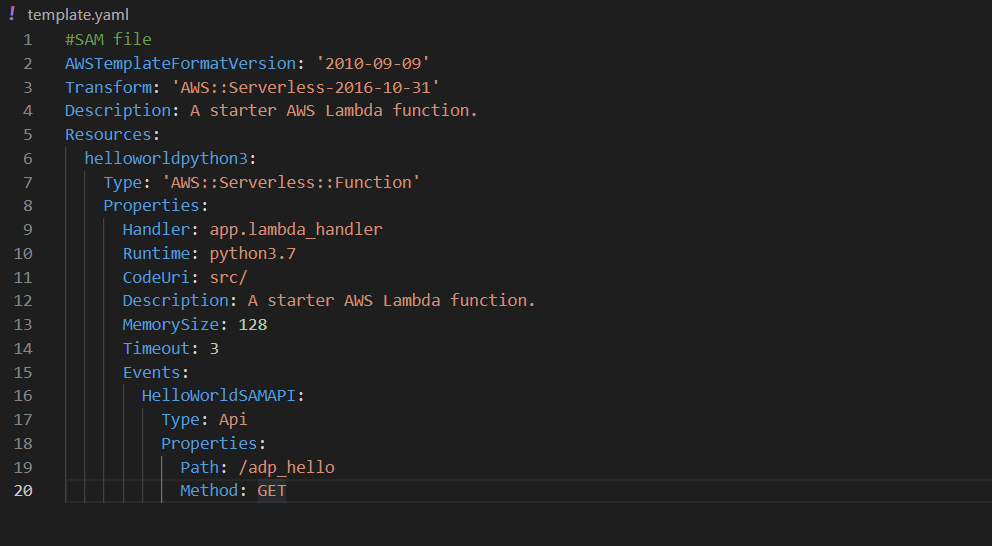 ! template.yaml
1 #SAM file
2 AWSTemplateFormatVersion: '2010-09-09'
3 Transform: 'AWS::Serverless-2016-10-31'
4 Description: A starter AWS Lambda function.
5 Resources:
6   helloworldpython3:
7     Type: 'AWS::Serverless::Function'
8     Properties:
9       Handler: app.lambda_handler
10       Runtime: python3.7
11       CodeUri: src/
12       Description: A starter AWS Lambda function.
13       MemorySize: 128
14       Timeout: 3
15       Events:
16         HelloWorldSAMAPI:
17           Type: Api
18           Properties:
19             Path: /adp_hello
20             Method: GET